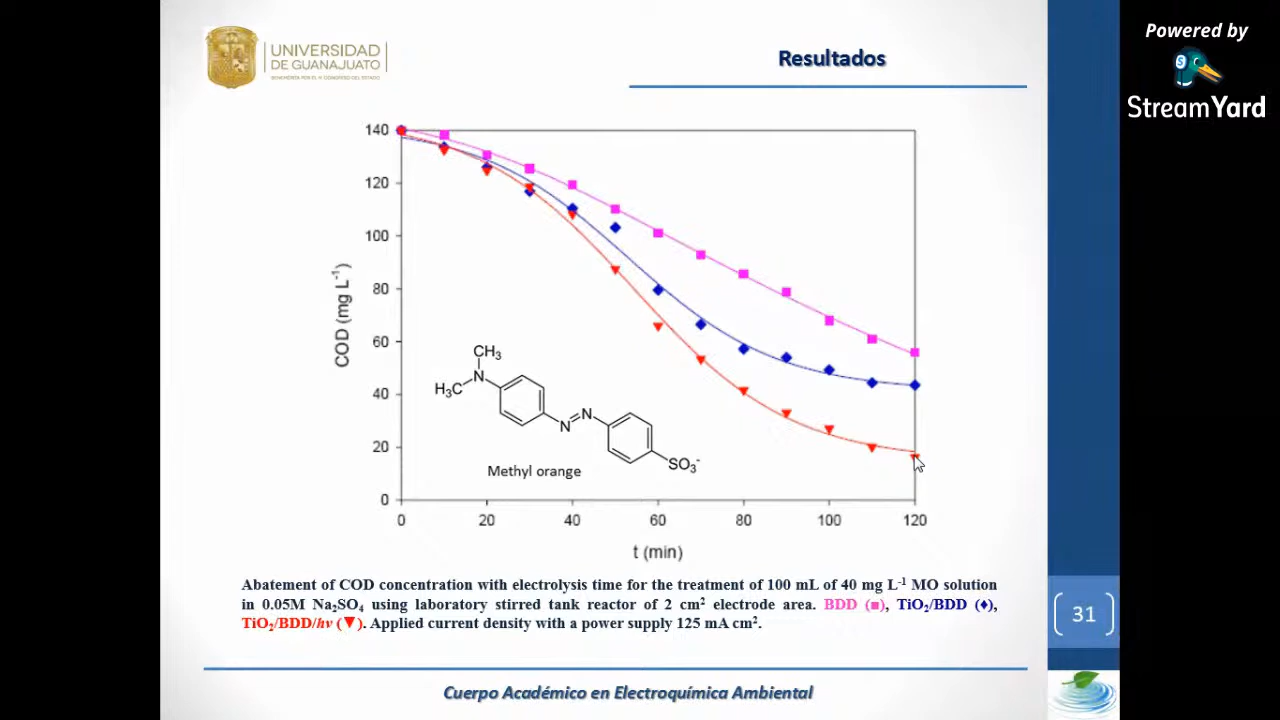 Powered by
StreamYard
UNIVERSIDAD
DE GUANAJUATO
Resultados
140
120
100
80
60
40
20
0
COD (mg L⁻¹)
0 20 40 60 80 100 120
t (min)
CH₃
H₃C N
N N
SO₃⁻
Methyl orange
Abatement of COD concentration with electrolysis time for the treatment of 100 mL of 40 mg L⁻¹ MO solution
in 0.05M Na₂SO₄ using laboratory stirred tank reactor of 2 cm² electrode area. BDD (■), TiO₂/BDD (♦),
TiO₂/BDD/hv (▼). Applied current density with a power supply 125 mA cm².
31
Cuerpo Académico en Electroquímica Ambiental